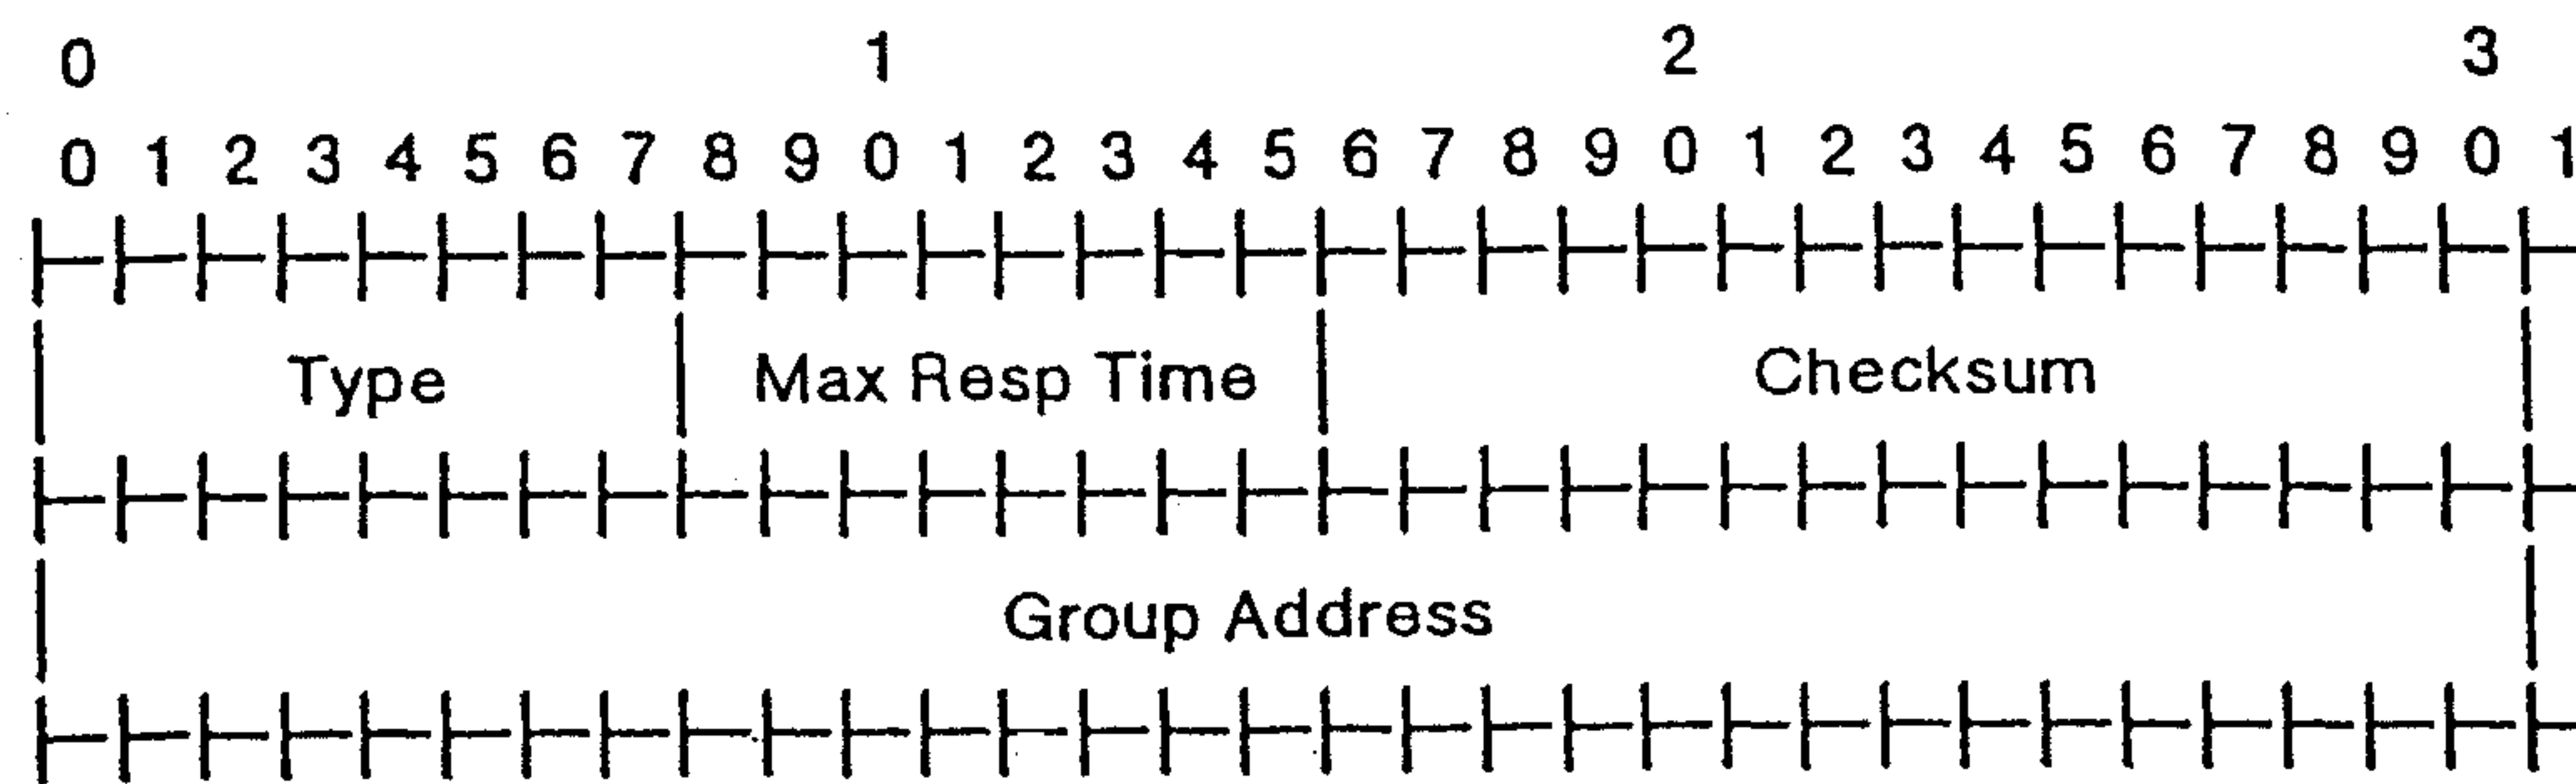 0 1 2 3
0 1 2 3 4 5 6 7 8 9 0 1 2 3 4 5 6 7 8 9 0 1 2 3 4 5 6 7 8 9 0 1
Type Max Resp Time Checksum
Group Address